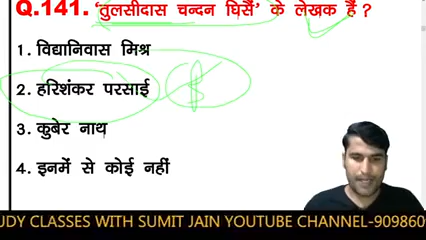 Q.141. 'तुलसीदास चन्दन घिसैं' के लेखक हैं ?
1. विद्यानिवास मिश्र
2. हरिशंकर परसाई
3. कुबेर नाथ
4. इनमें से कोई नहीं
UDY CLASSES WITH SUMIT JAIN YOUTUBE CHANNEL-909860